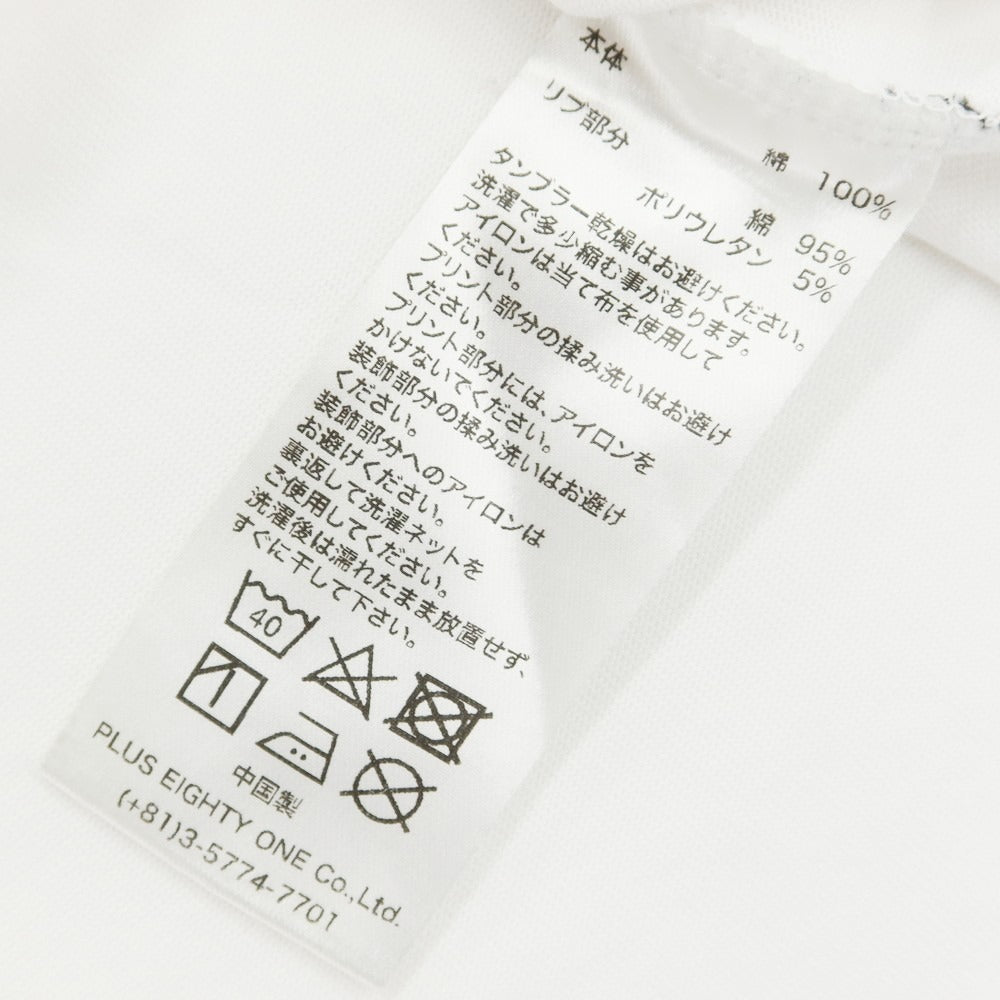 本体
綿 100%
リブ部分
綿 95%
ポリウレタン 5%
タンブラー乾燥はお避けください。
洗濯で多少縮む事があります。
アイロンは当て布を使用して
ください。
プリント部分の揉み洗いはお避け
ください。
プリント部分には、アイロンを
かけないでください。
装飾部分の揉み洗いはお避け
ください。
装飾部分へのアイロンは
お避けください。
裏返して洗濯ネットを
ご使用してください。
洗濯後は濡れたまま放置せず、
すぐに干して下さい。
40
中国製
PLUS EIGHTY ONE Co.,Ltd.
(+81)3-5774-7701